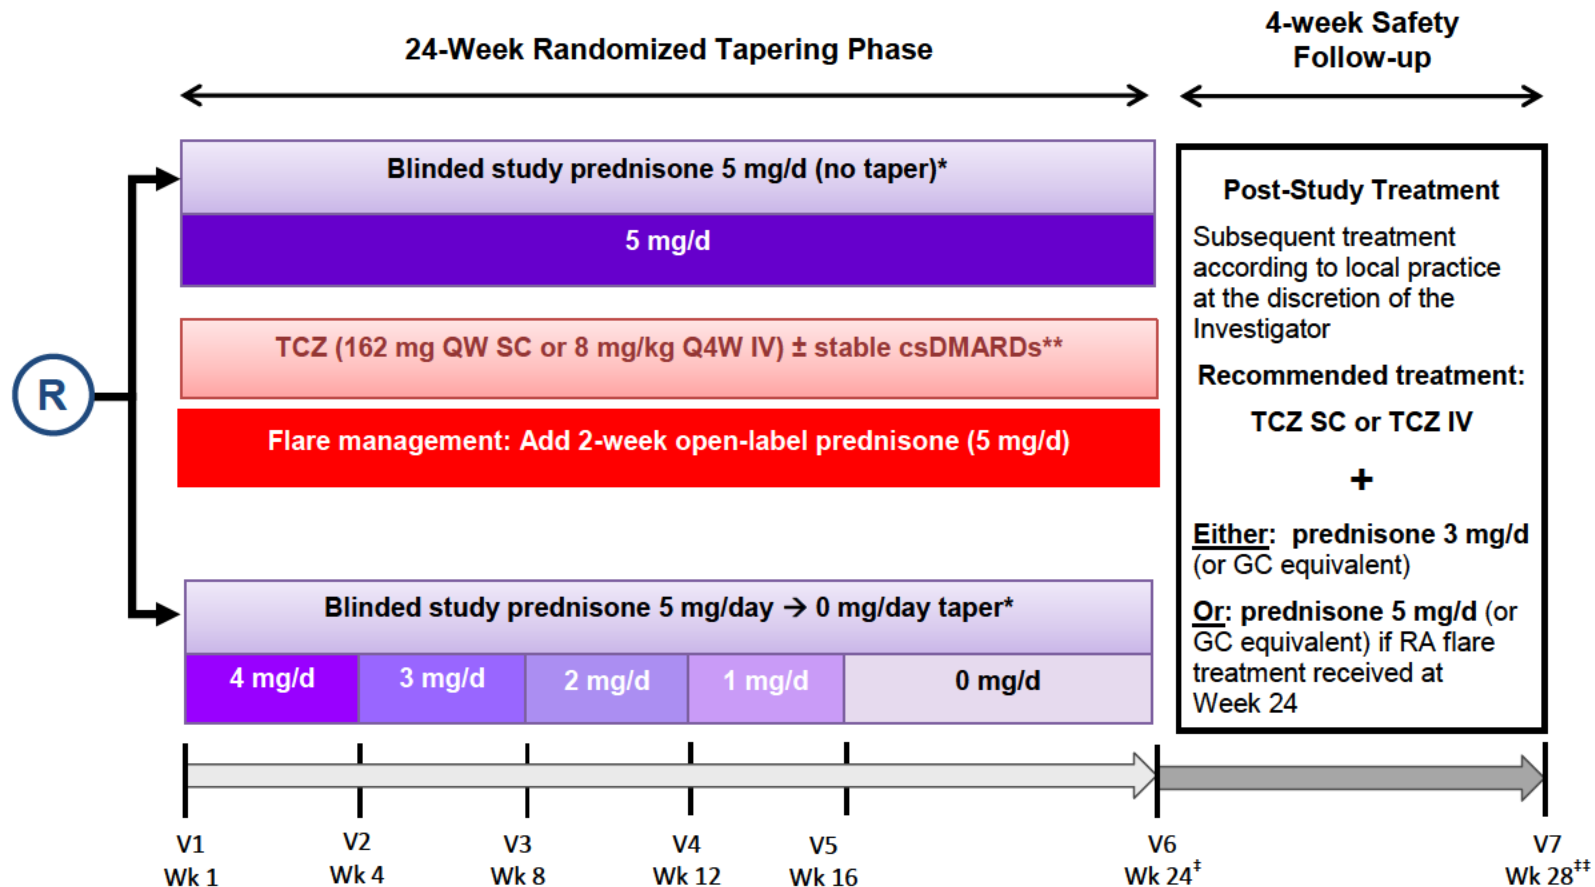 24-Week Randomized Tapering Phase
4-week Safety
Follow-up
Blinded study prednisone 5 mg/d (no taper)*
5 mg/d
TCZ (162 mg QW SC or 8 mg/kg Q4W IV) ± stable csDMARDs**
Flare management: Add 2-week open-label prednisone (5 mg/d)
R
Blinded study prednisone 5 mg/day → 0 mg/day taper*
4 mg/d
3 mg/d
2 mg/d
1 mg/d
0 mg/d
Post-Study Treatment
Subsequent treatment
according to local practice
at the discretion of the
Investigator
Recommended treatment:
TCZ SC or TCZ IV
+
Either: prednisone 3 mg/d
(or GC equivalent)
Or: prednisone 5 mg/d (or
GC equivalent) if RA flare
treatment received at
Week 24
V1
Wk 1
V2
Wk 4
V3
Wk 8
V4
Wk 12
V5
Wk 16
V6
Wk 24‡
V7
Wk 28‡‡